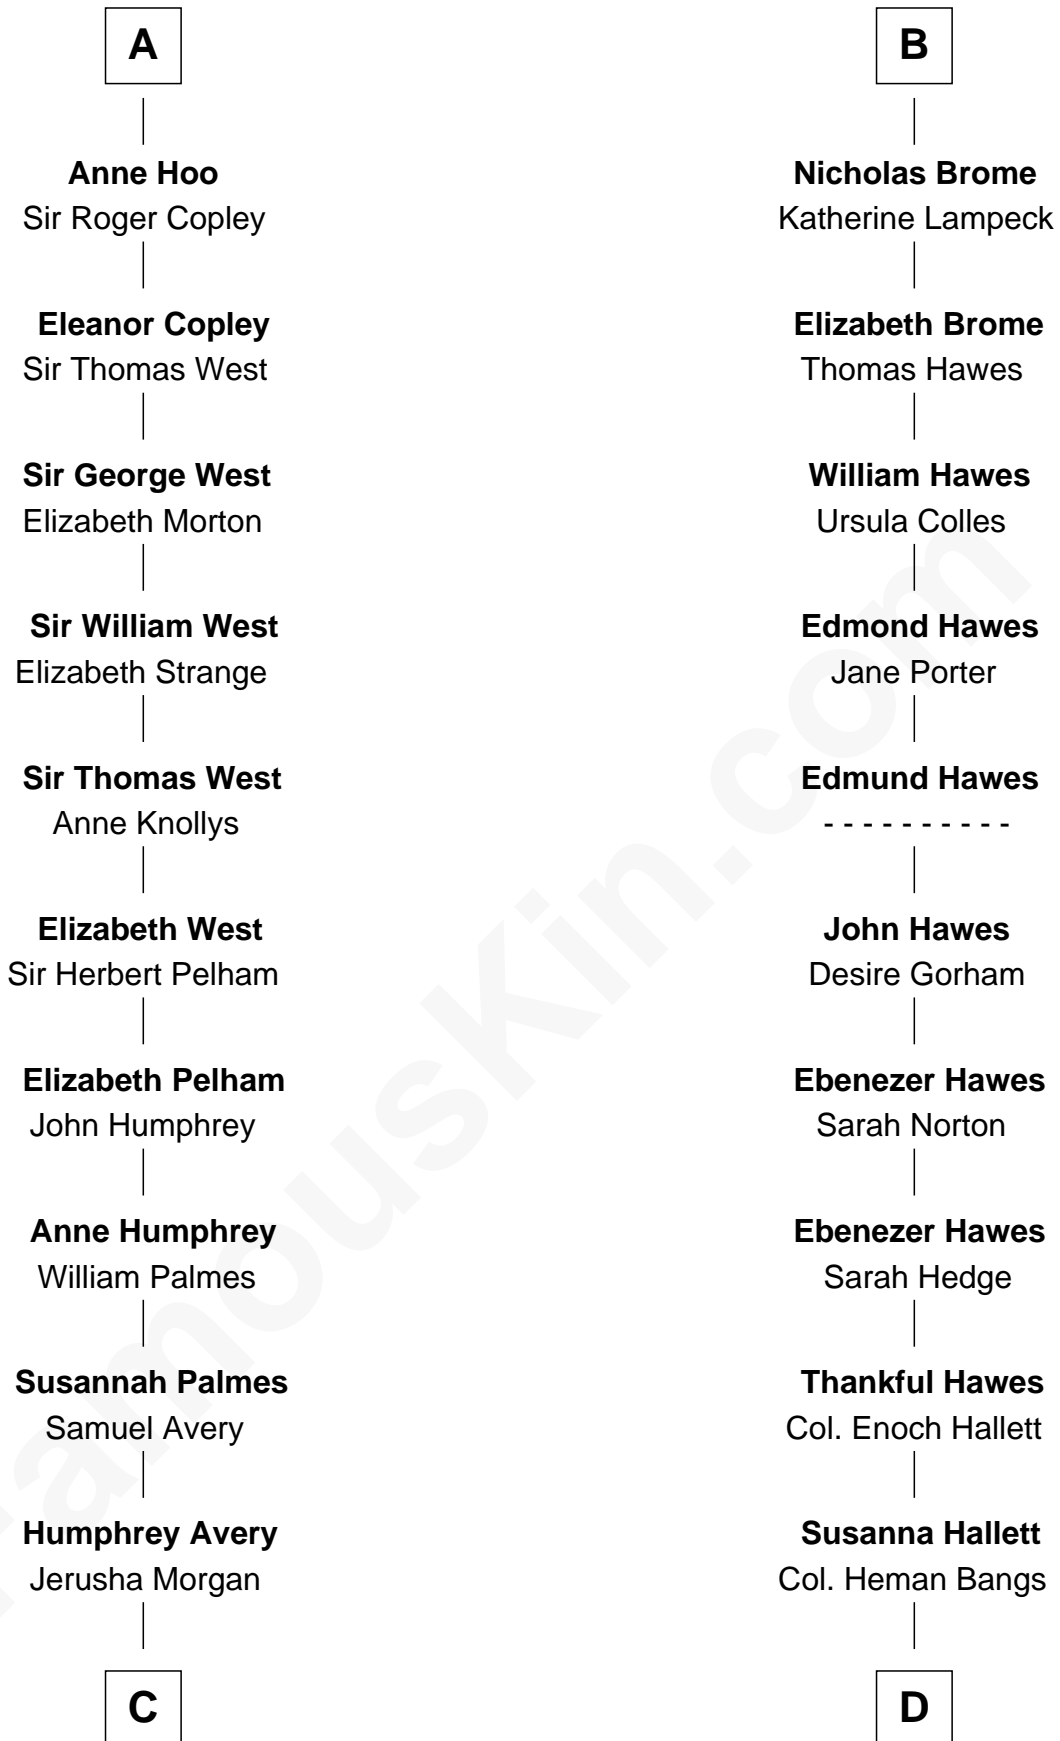 A
Anne Hoo
Sir Roger Copley
Eleanor Copley
Sir Thomas West
Sir George West
Elizabeth Morton
Sir William West
Elizabeth Strange
Sir Thomas West
Anne Knollys
Elizabeth West
Sir Herbert Pelham
Elizabeth Pelham
John Humphrey
Anne Humphrey
William Palmes
Susannah Palmes
Samuel Avery
Humphrey Avery
Jerusha Morgan
C
B
Nicholas Brome
Katherine Lampeck
Elizabeth Brome
Thomas Hawes
William Hawes
Ursula Colles
Edmond Hawes
Jane Porter
Edmund Hawes
- - - - - - - - - -
John Hawes
Desire Gorham
Ebenezer Hawes
Sarah Norton
Ebenezer Hawes
Sarah Hedge
Thankful Hawes
Col. Enoch Hallett
Susanna Hallett
Col. Heman Bangs
D
FamousKin.com